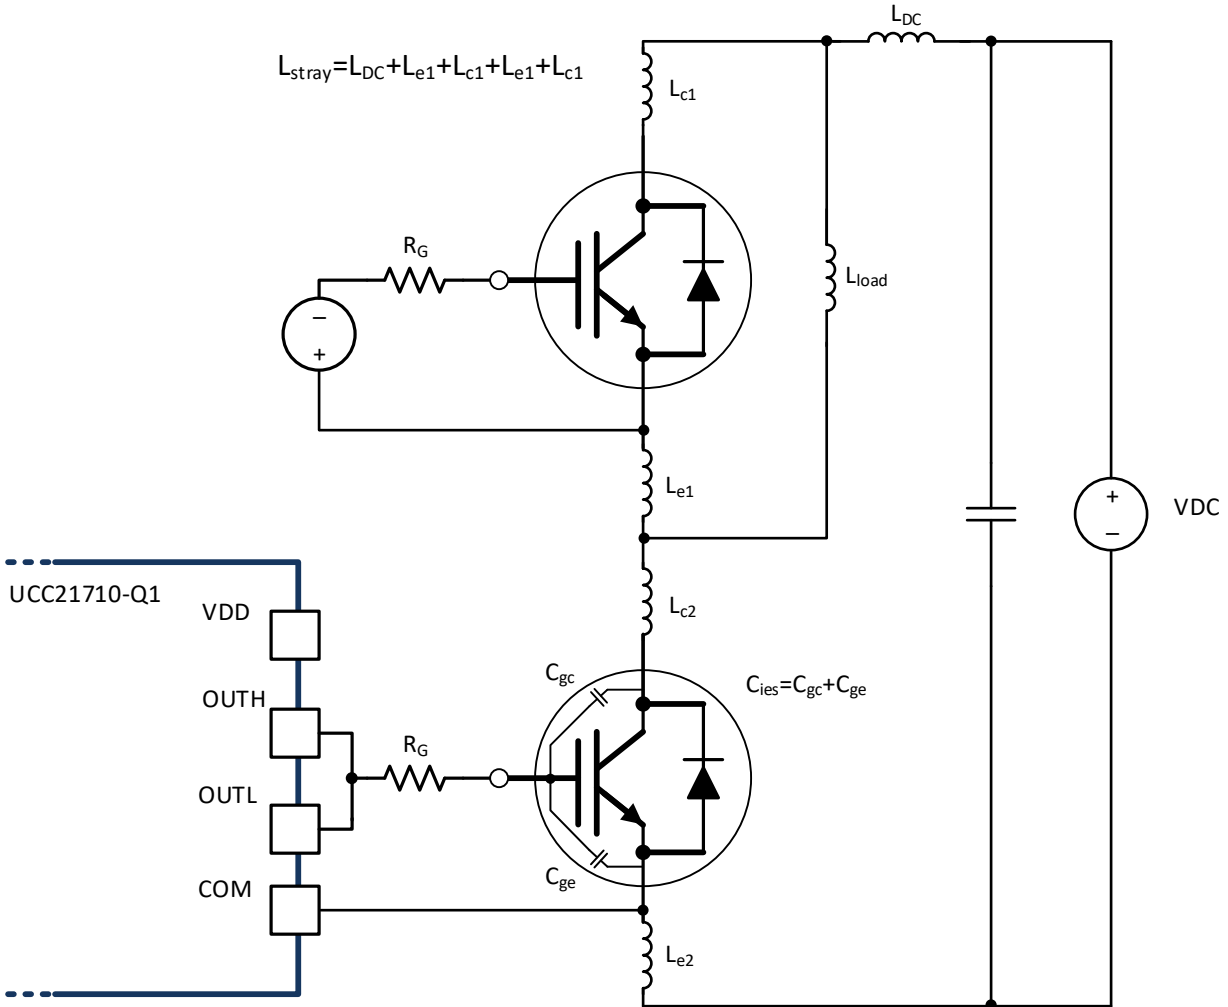 L_DC
L_stray=L_DC+L_e1+L_c1+L_e1+L_c1
L_c1
R_G
L_load
−
+
L_e1
+
−
VDC
UCC21710-Q1
VDD
L_c2
C_gc
C_ies=C_gc+C_ge
OUTH
R_G
OUTL
C_ge
COM
L_e2